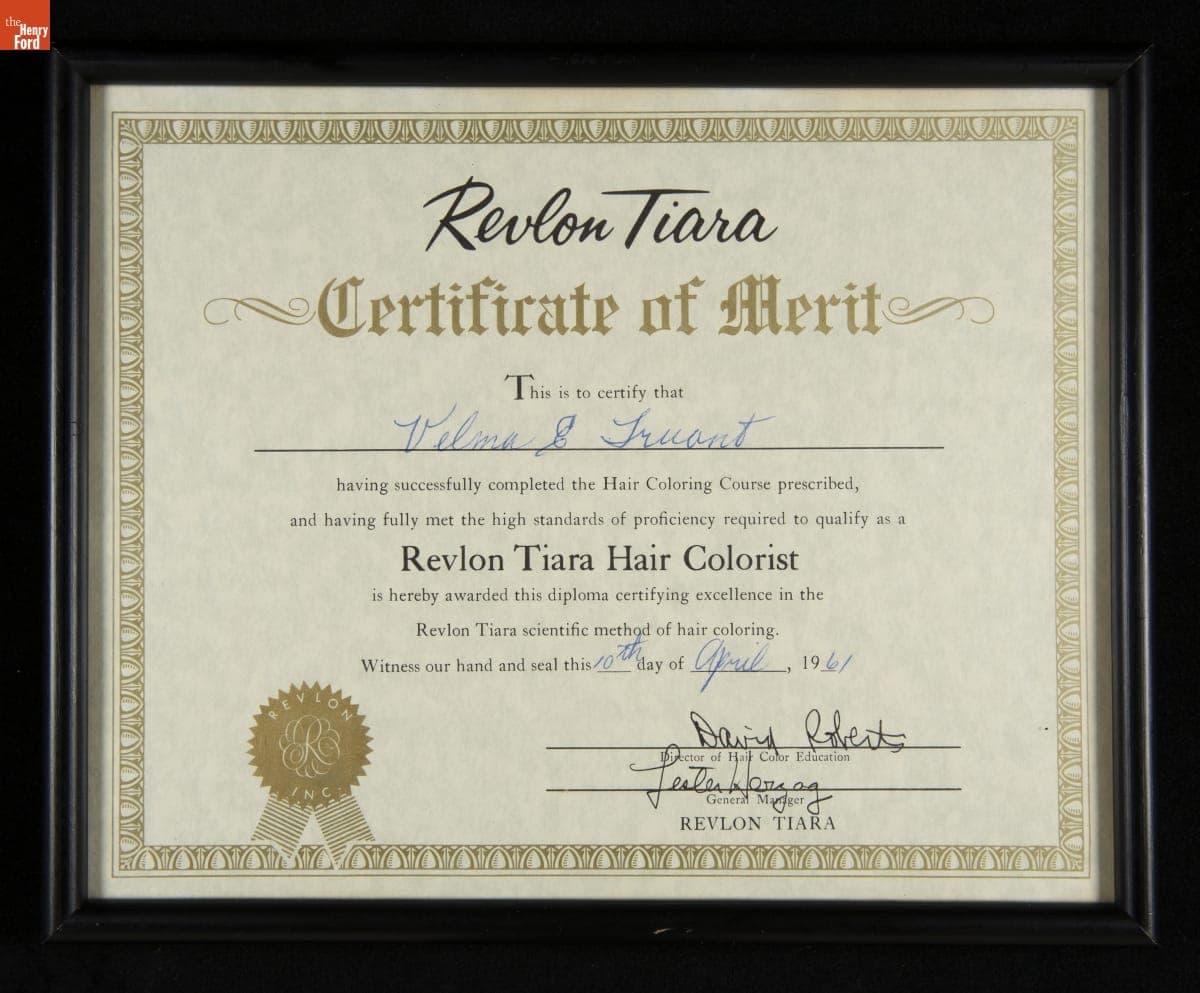 the
Henry
Ford
Revlon Tiara
Certificate of Merit
This is to certify that
Velma E Truant
having successfully completed the Hair Coloring Course prescribed,
and having fully met the high standards of proficiency required to qualify as a
Revlon Tiara Hair Colorist
is hereby awarded this diploma certifying excellence in the
Revlon Tiara scientific method of hair coloring.
Witness our hand and seal this 10th day of April, 1961
REVLON
R
INC.
David Roberts
Director of Hair Color Education
Lester Herzog
General Manager
REVLON TIARA